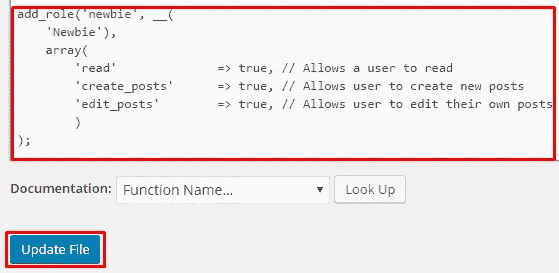 add_role('newbie', __(
'Newbie'),
array(
'read' => true, // Allows a user to read
'create_posts' => true, // Allows user to create new posts
'edit_posts' => true, // Allows user to edit their own posts
)
);
Documentation: Function Name... Look Up
Update File